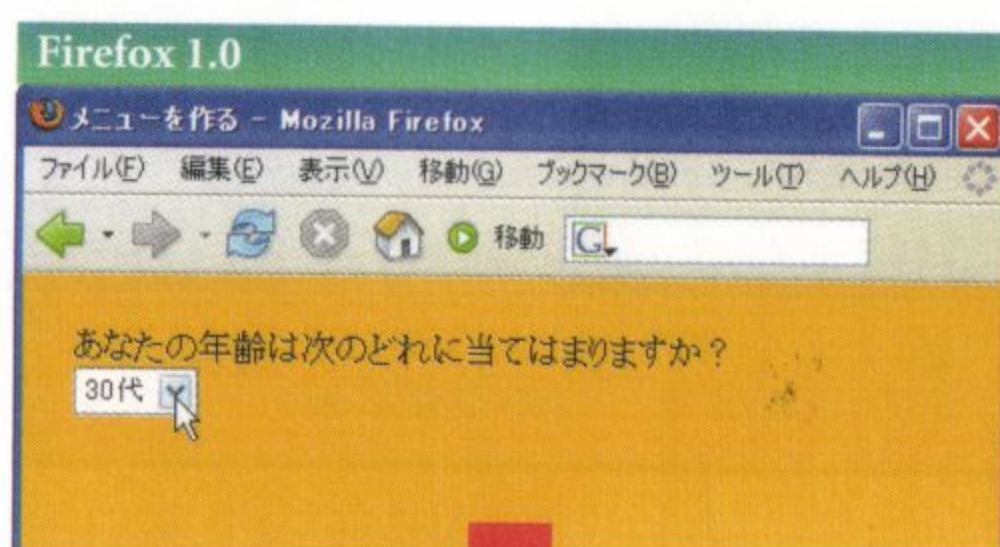 Firefox 1.0
メニューを作る - Mozilla Firefox
ファイル(F) 編集(E) 表示(V) 移動(G) ブックマーク(B) ツール(T) ヘルプ(H)
移動 G
あなたの年齢は次のどれに当てはまりますか？
30代